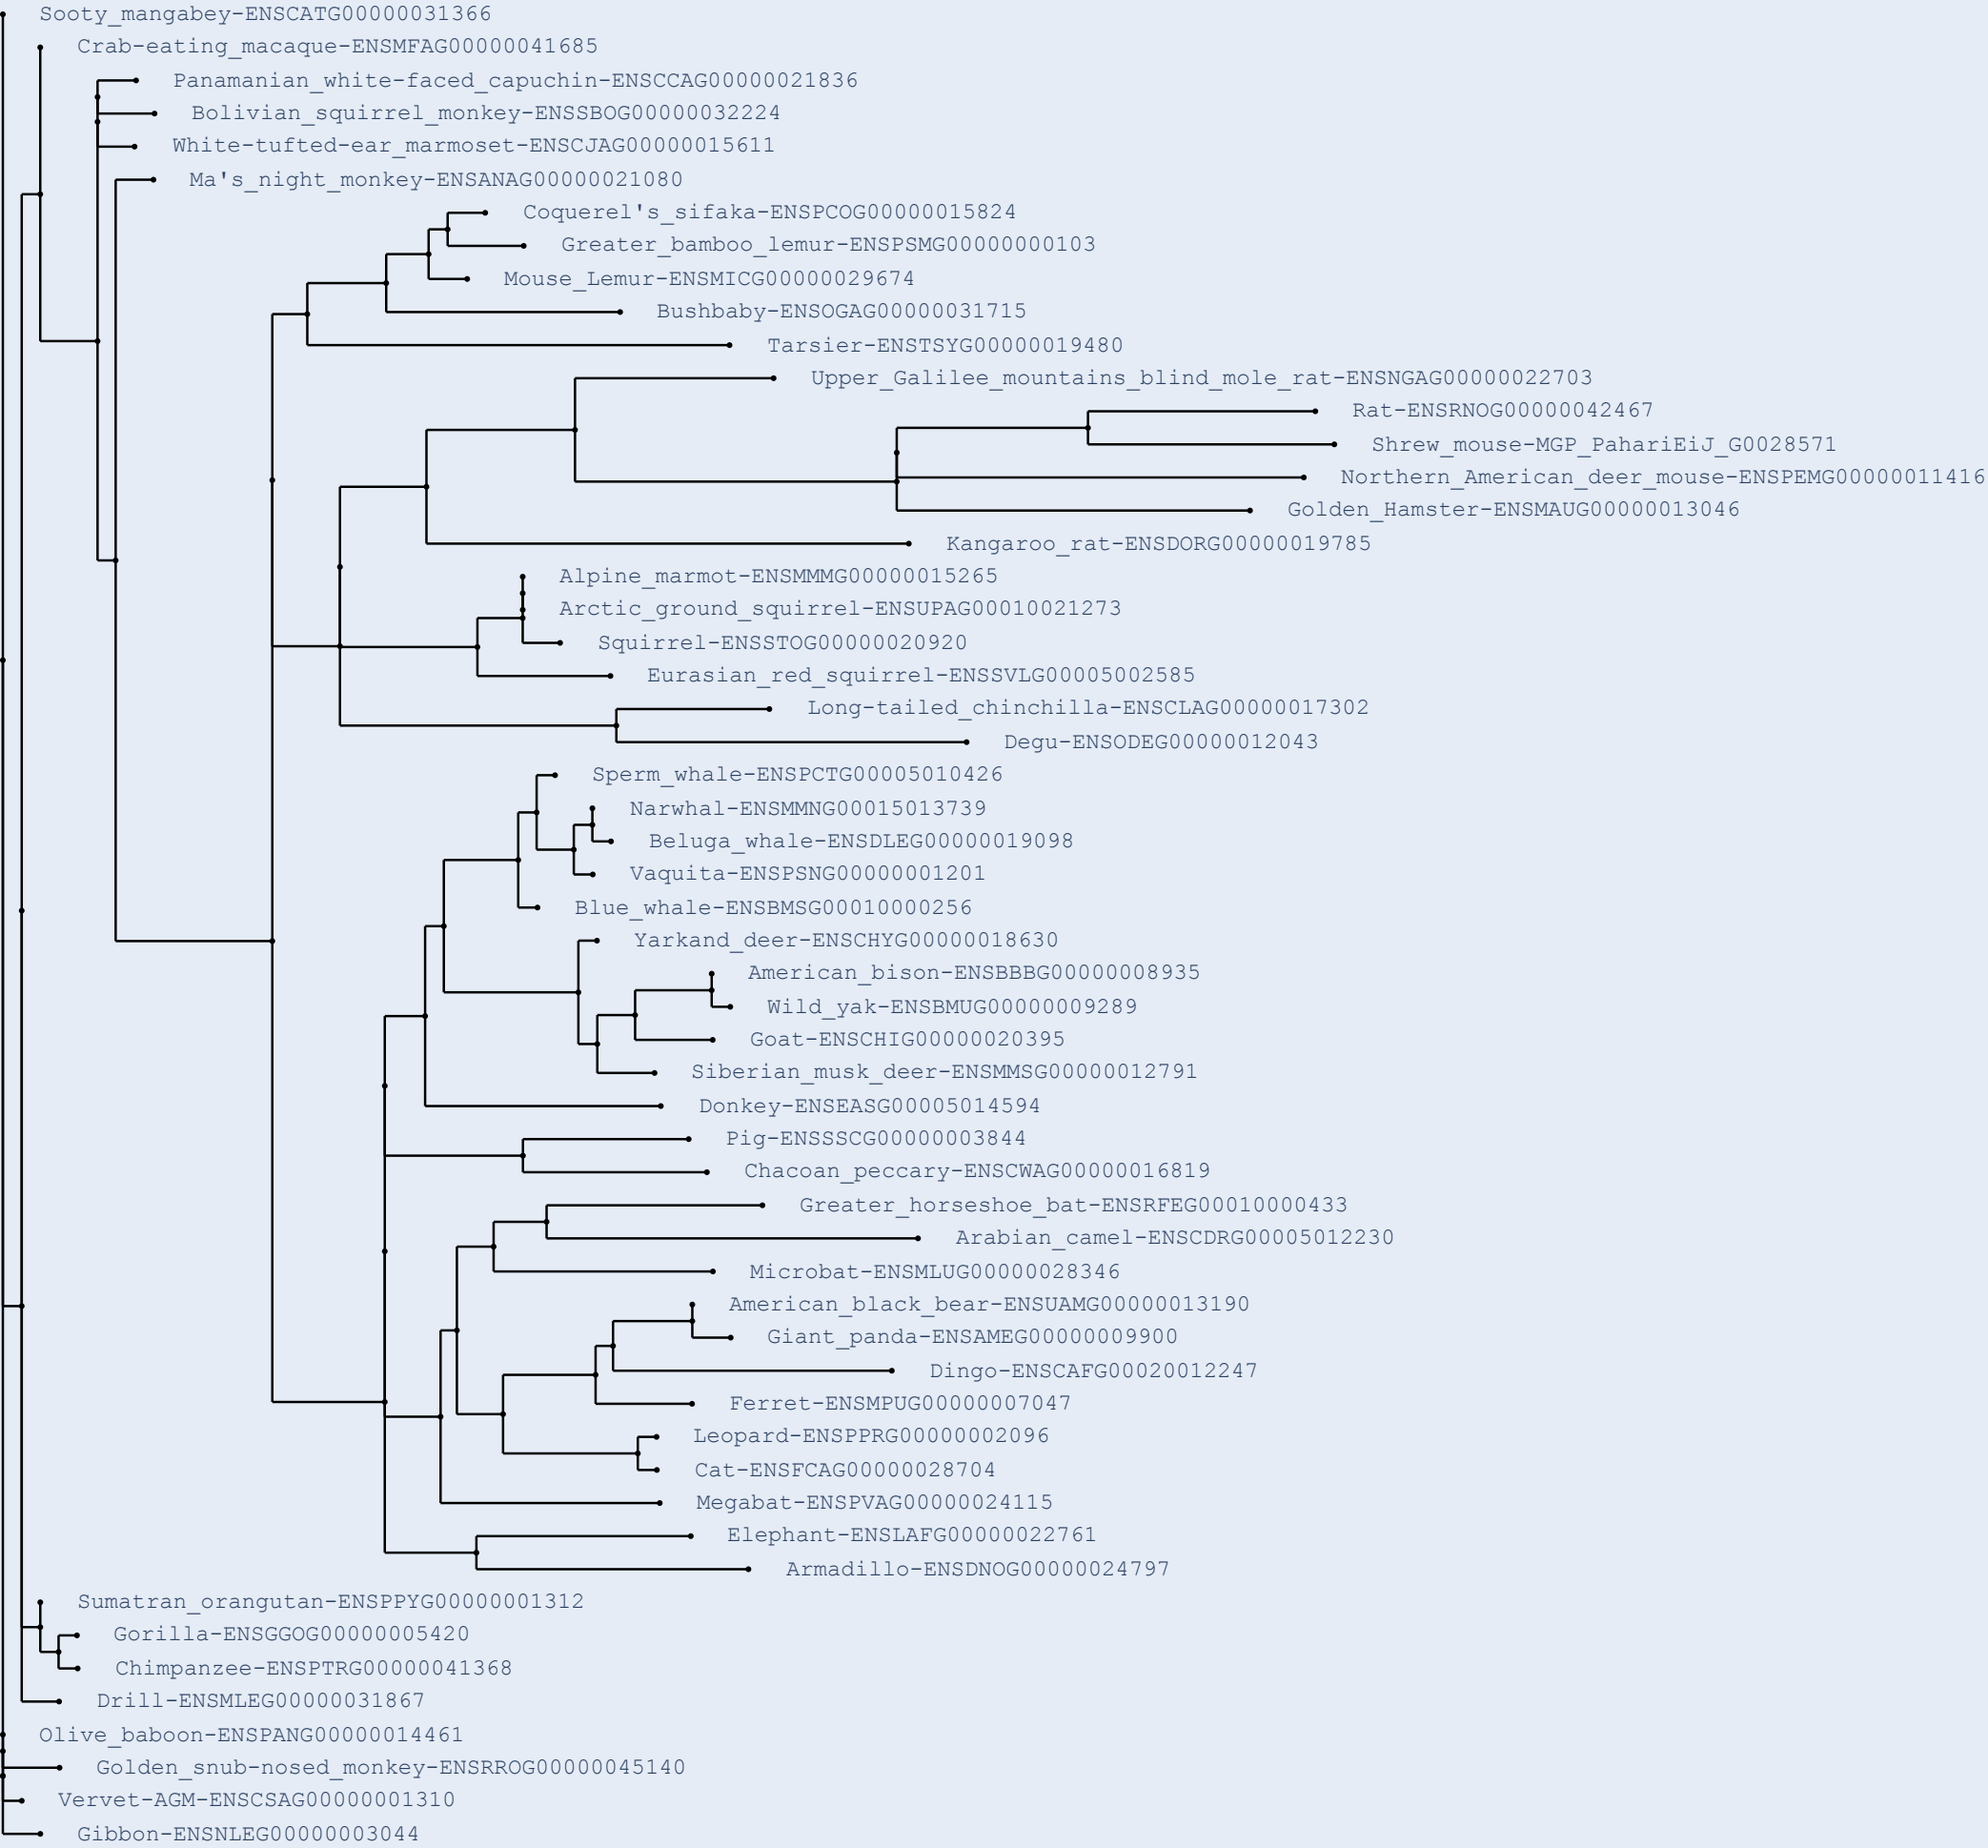 Sooty_mangabey-ENSCATG00000031366
Crab-eating_macaque-ENSMFAG00000041685
Panamanian_white-faced_capuchin-ENSCCAG00000021836
Bolivian_squirrel_monkey-ENSSBOG00000032224
White-tufted-ear_marmoset-ENSCJAG00000015611
Ma's_night_monkey-ENSANAG00000021080
Coquerel's_sifaka-ENSPCOG00000015824
Greater_bamboo_lemur-ENSPSMG00000000103
Mouse_Lemur-ENSMICG00000029674
Bushbaby-ENSOGAG00000031715
Tarsier-ENSTSYG00000019480
Upper_Galilee_mountains_blind_mole_rat-ENSNGAG00000022703
Rat-ENSRNOG00000042467
Shrew_mouse-MGP_PahariEiJ_G0028571
Northern_American_deer_mouse-ENSPEMG00000011416
Golden_Hamster-ENSMAUG00000013046
Kangaroo_rat-ENSDORG00000019785
Alpine_marmot-ENSMMMG00000015265
Arctic_ground_squirrel-ENSUPAG00010021273
Squirrel-ENSSTOG00000020920
Eurasian_red_squirrel-ENSSVLG00005002585
Long-tailed_chinchilla-ENSCLAG00000017302
Degu-ENSODEG00000012043
Sperm_whale-ENSPCTG00005010426
Narwhal-ENSMMNG00015013739
Beluga_whale-ENSDLEG00000019098
Vaquita-ENSPSNG00000001201
Blue_whale-ENSBMSG00010000256
Yarkand_deer-ENSCHYG00000018630
American_bison-ENSBBBG00000008935
Wild_yak-ENSBMUG00000009289
Goat-ENSCHIG00000020395
Siberian_musk_deer-ENSMMSG00000012791
Donkey-ENSEASG00005014594
Pig-ENSSSCG00000003844
Chacoan_peccary-ENSCWAG00000016819
Greater_horseshoe_bat-ENSRFEG00010000433
Arabian_camel-ENSCDRG00005012230
Microbat-ENSMLUG00000028346
American_black_bear-ENSUAMG00000013190
Giant_panda-ENSAMEG00000009900
Dingo-ENSCAFG00020012247
Ferret-ENSMPUG00000007047
Leopard-ENSPPRG00000002096
Cat-ENSFCAG00000028704
Megabat-ENSPVAG00000024115
Elephant-ENSLAFG00000022761
Armadillo-ENSDNOG00000024797
Sumatran_orangutan-ENSPPYG00000001312
Gorilla-ENSGGOG00000005420
Chimpanzee-ENSPTRG00000041368
Drill-ENSMLEG00000031867
Olive_baboon-ENSPANG00000014461
Golden_snub-nosed_monkey-ENSRROG00000045140
Vervet-AGM-ENSCSAG00000001310
Gibbon-ENSNLEG00000003044